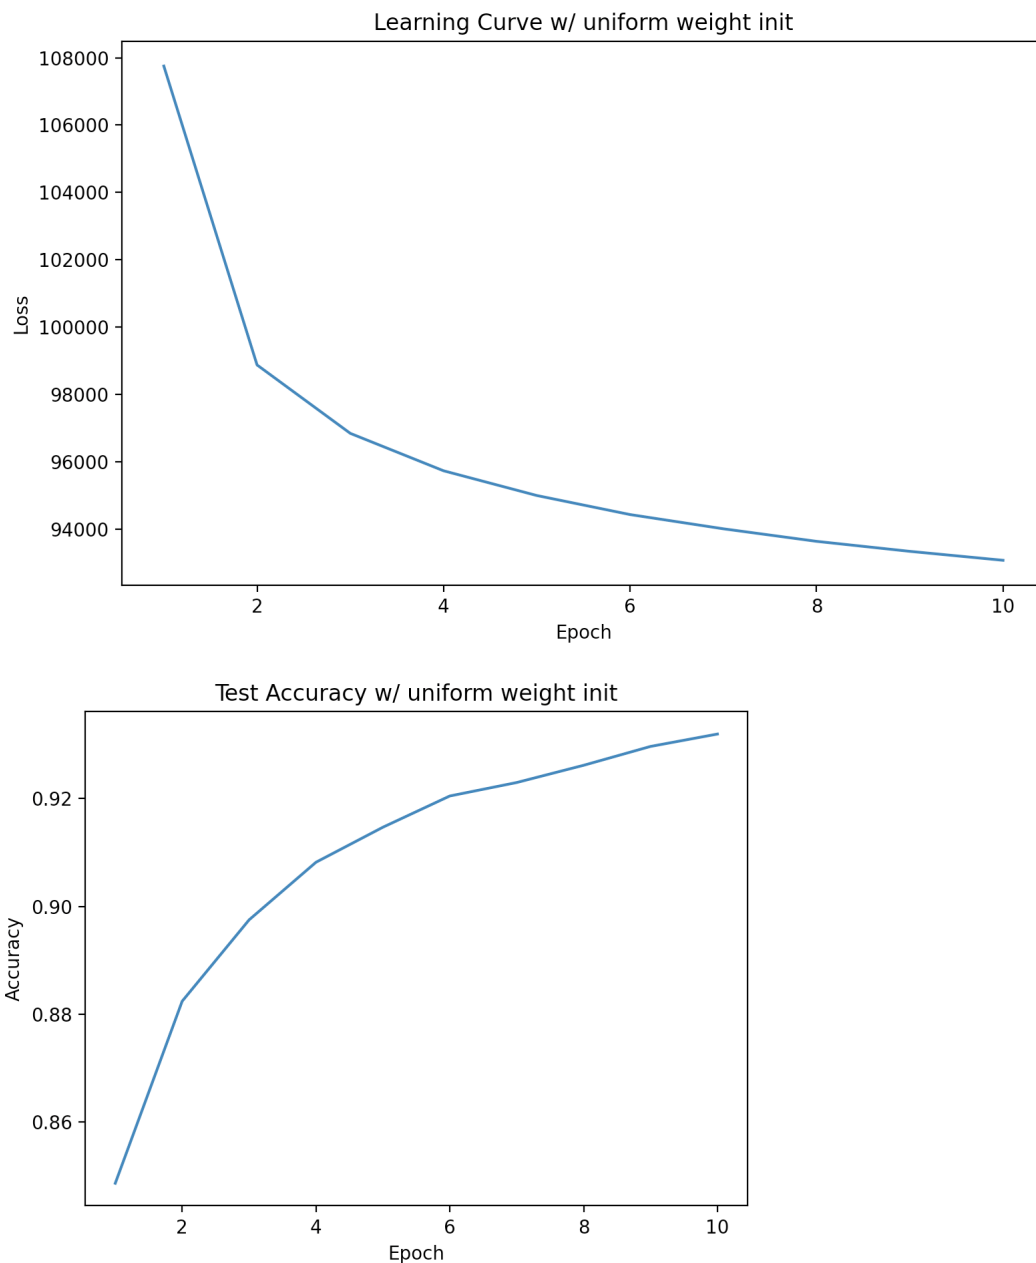 Learning Curve w/ uniform weight init
108000
106000
104000
102000
100000
98000
96000
94000
Loss
2 4 6 8 10
Epoch
Test Accuracy w/ uniform weight init
0.92
0.90
0.88
0.86
Accuracy
2 4 6 8 10
Epoch